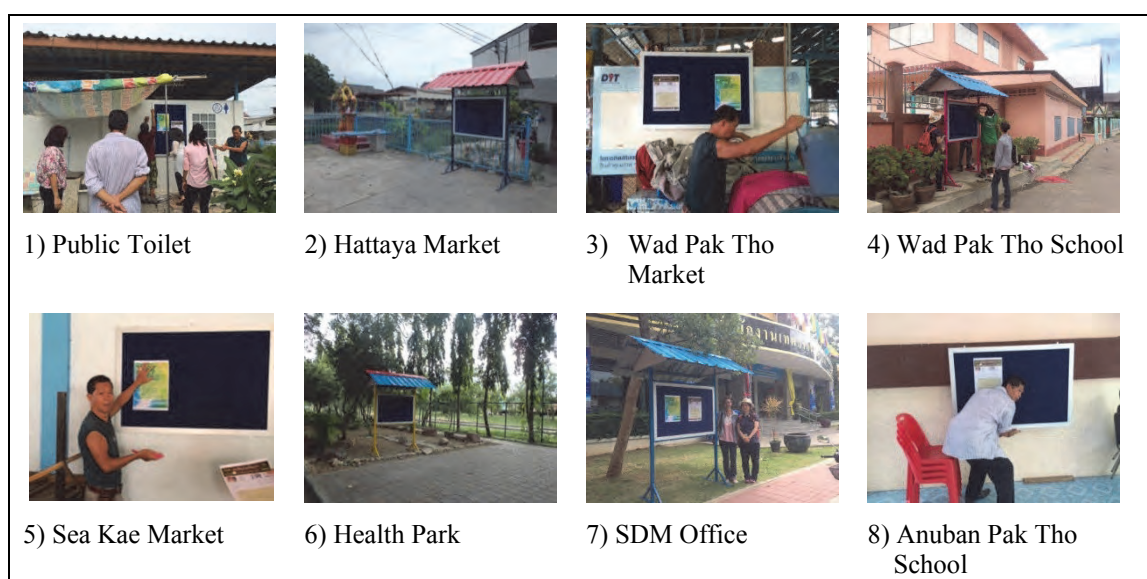 DIT
1) Public Toilet
2) Hattaya Market
3) Wad Pak Tho
Market
4) Wad Pak Tho School
5) Sea Kae Market
6) Health Park
7) SDM Office
8) Anuban Pak Tho
School